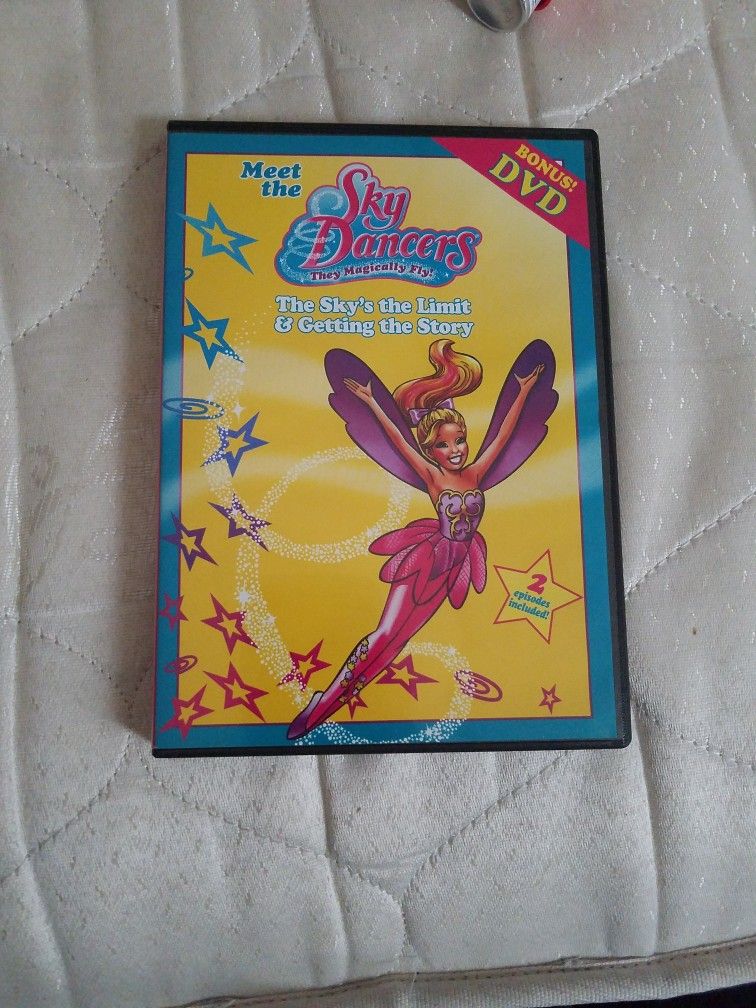 BONUS!
DVD
Meet
the
Sky
Dancers
They Magically Fly!
The Sky's the Limit
& Getting the Story
2
episodes
included!